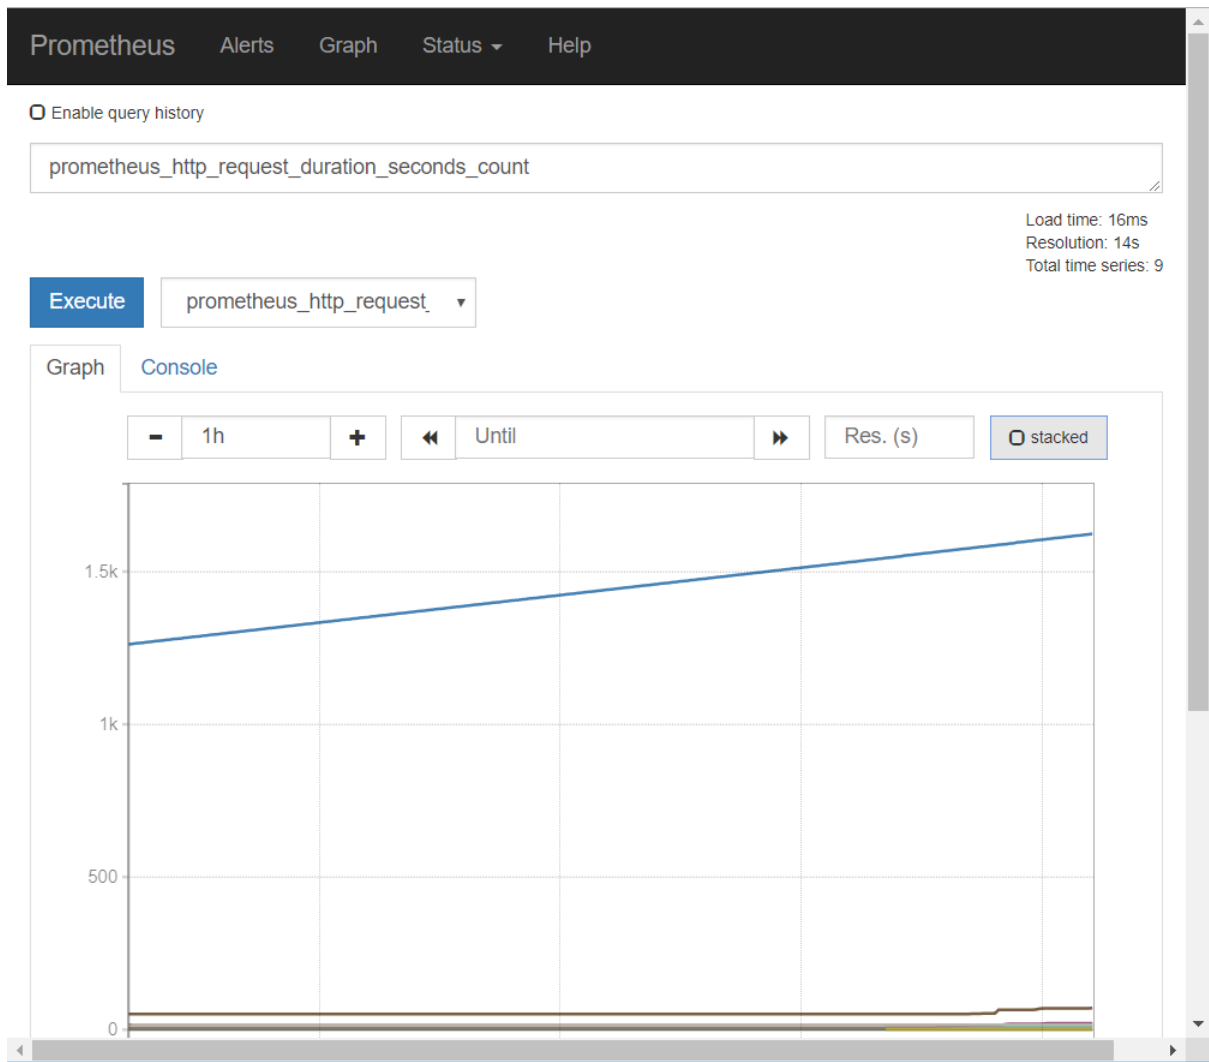 Prometheus Alerts Graph Status Help
Enable query history
prometheus_http_request_duration_seconds_count
Load time: 16ms
Resolution: 14s
Total time series: 9
Execute prometheus_http_request_
Graph Console
1h Until Res. (s) stacked
1.5k
1k
500
0